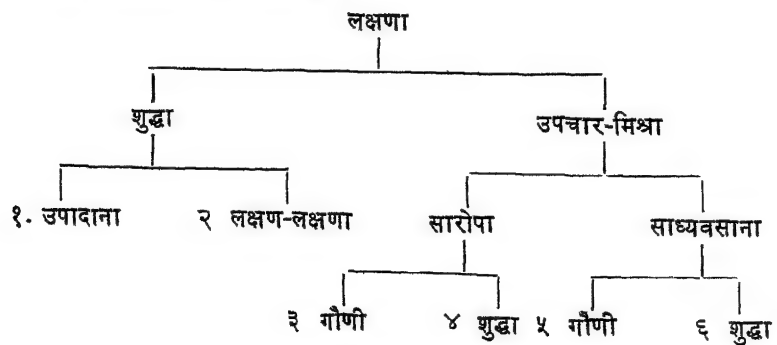 लक्षणा
शुद्धा उपचार-मिश्रा
१. उपादाना २ लक्षण-लक्षणा सारोपा साध्यवसाना
३ गौणी ४ शुद्धा ५ गौणी ६ शुद्धा